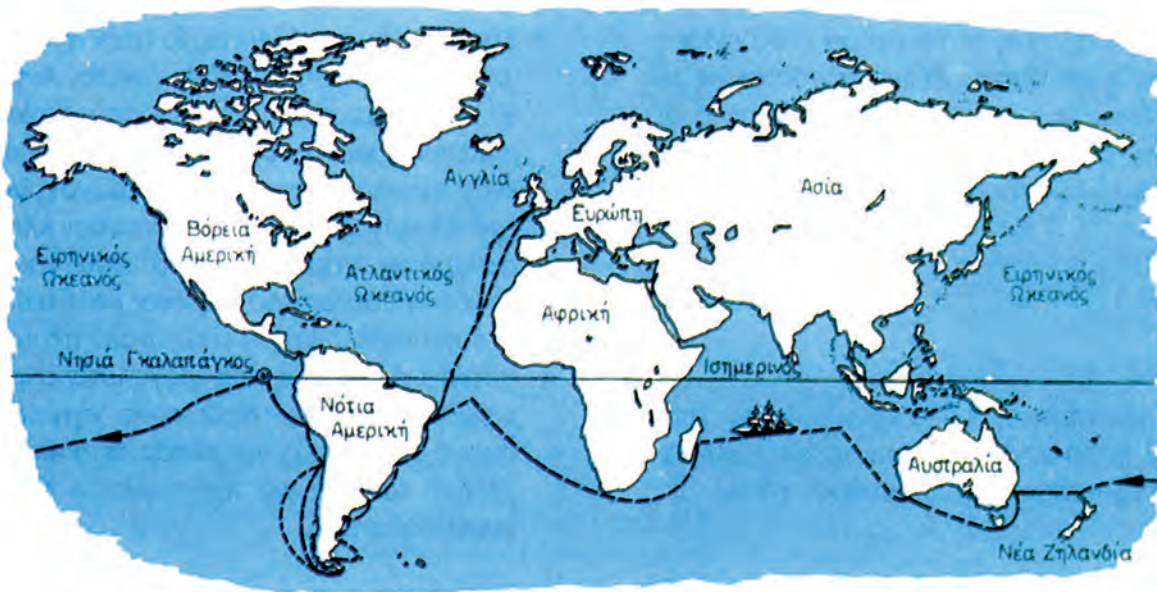 Αγγλία
Ασία
Ευρώπη
Βόρεια
Αμερική
Ειρηνικός
Ωκεανός
Ατλαντικός
Ωκεανός
Ειρηνικός
Ωκεανός
Αφρική
Νησιά Γκαλαπάγκος
Ισημερινός
Νότια
Αμερική
Αυστραλία
Νέα Ζηλανδία